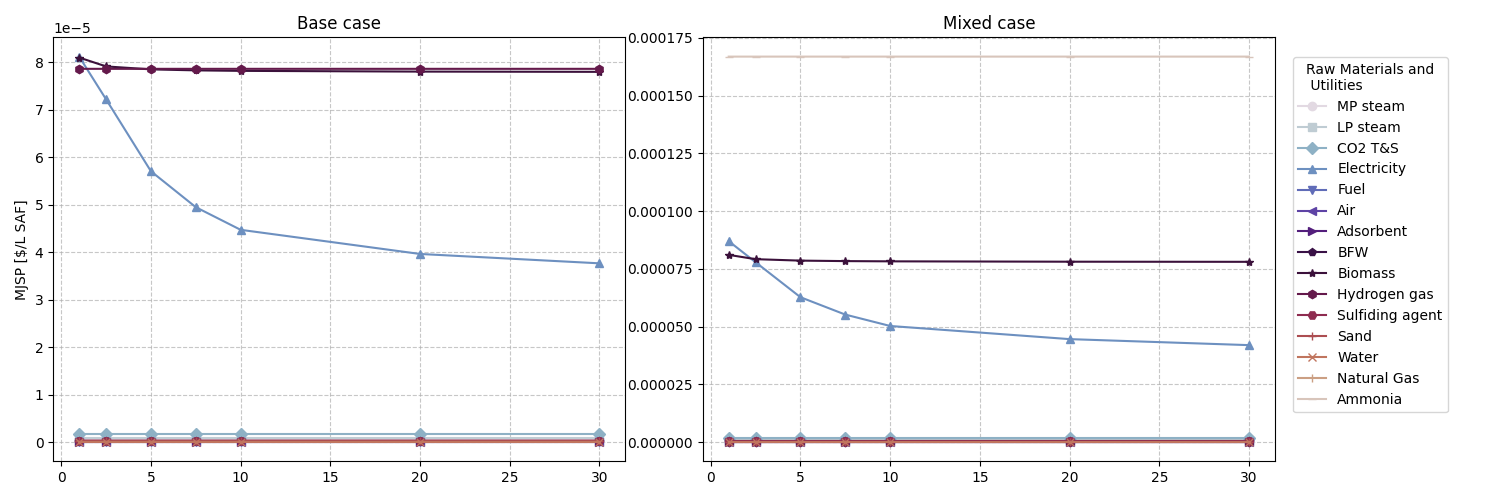 Base case
1e−5
MJSP [$/L SAF]
8
7
6
5
4
3
2
1
0
0 5 10 15 20 25 30
Mixed case
0.000175
0.000150
0.000125
0.000100
0.000075
0.000050
0.000025
0.000000
0 5 10 15 20 25 30
Raw Materials and
Utilities
MP steam
LP steam
CO2 T&S
Electricity
Fuel
Air
Adsorbent
BFW
Biomass
Hydrogen gas
Sulfiding agent
Sand
Water
Natural Gas
Ammonia